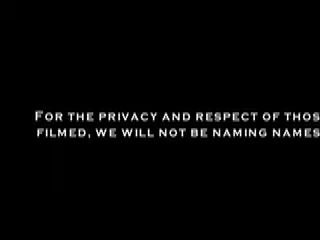 FOR THE PRIVACY AND RESPECT OF THOS
FILMED, WE WILL NOT BE NAMING NAMES